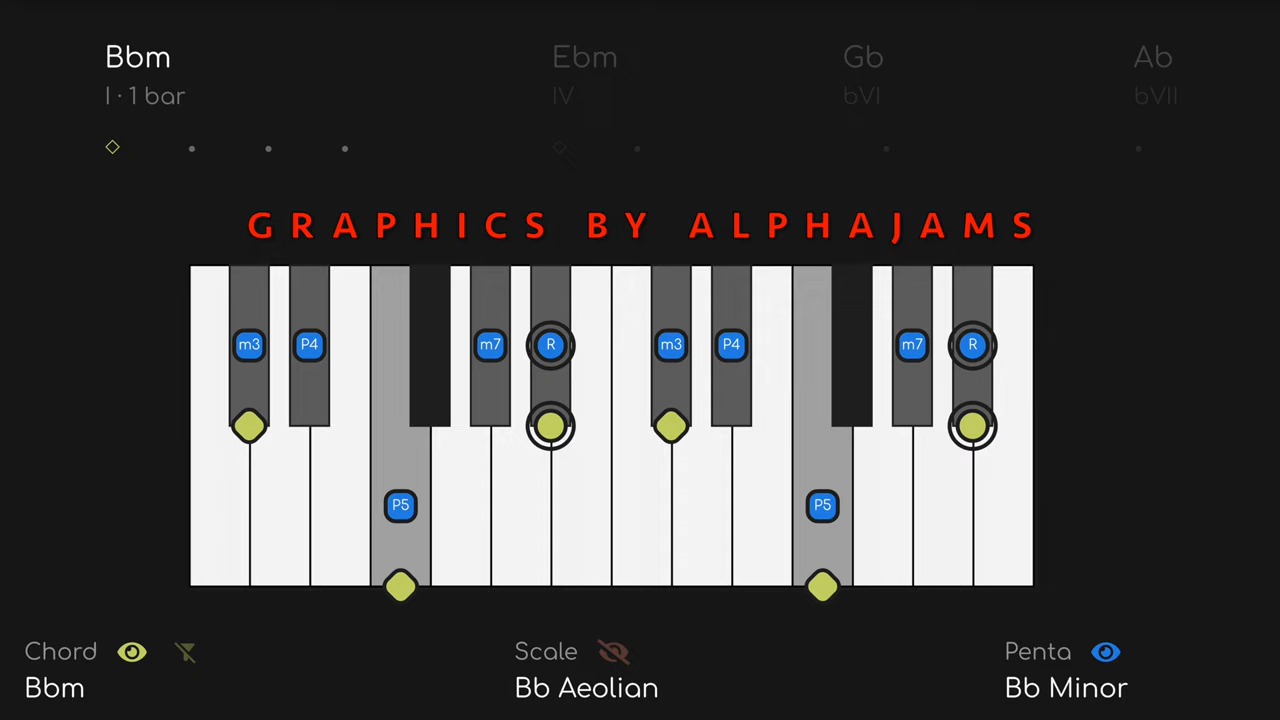 Bbm Ebm Gb Ab
I · 1 bar IV bVI bVII
GRAPHICS BY ALPHAJAMS
m3 P4 m7 R m3 P4 m7 R
P5 P5
Chord Scale Penta
Bbm Bb Aeolian Bb Minor